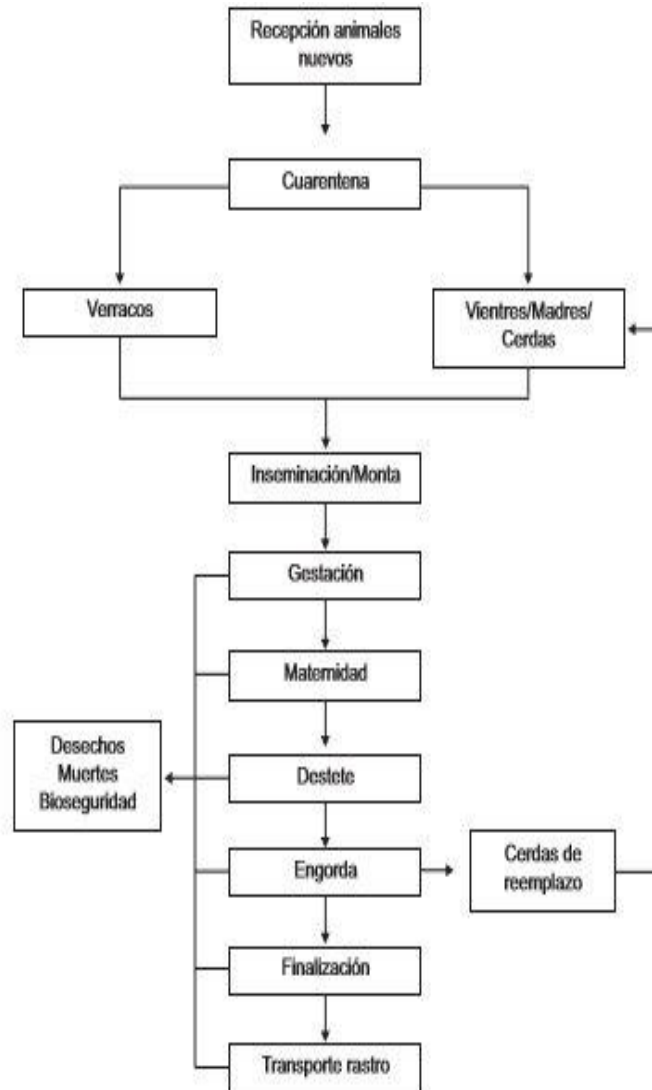 Recepción animales
nuevos
Cuarentena
Verracos
Vientres/Madres/
Cerdas
Inseminación/Monta
Gestación
Maternidad
Desechos
Muertes
Bioseguridad
Destete
Engorda
Cerdas de
reemplazo
Finalización
Transporte rastro